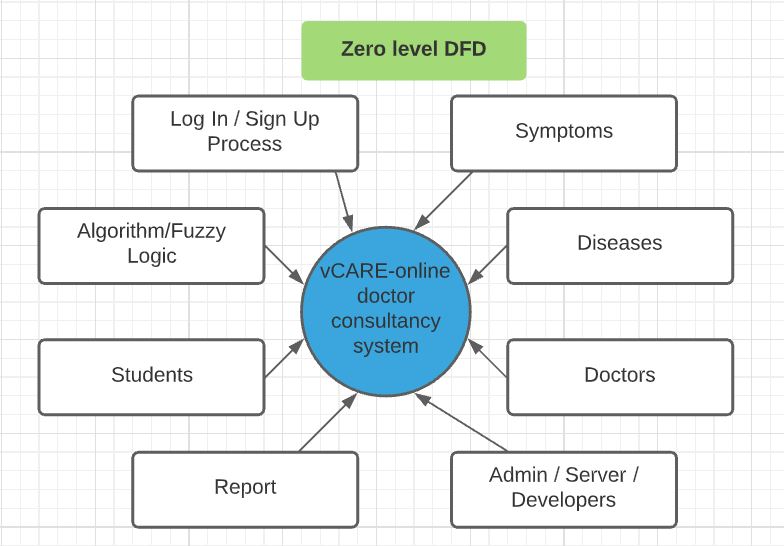 Zero level DFD
Log In / Sign Up
Process
Symptoms
Algorithm/Fuzzy
Logic
Diseases
vCARE-online
doctor
consultancy
system
Students
Doctors
Report
Admin / Server /
Developers